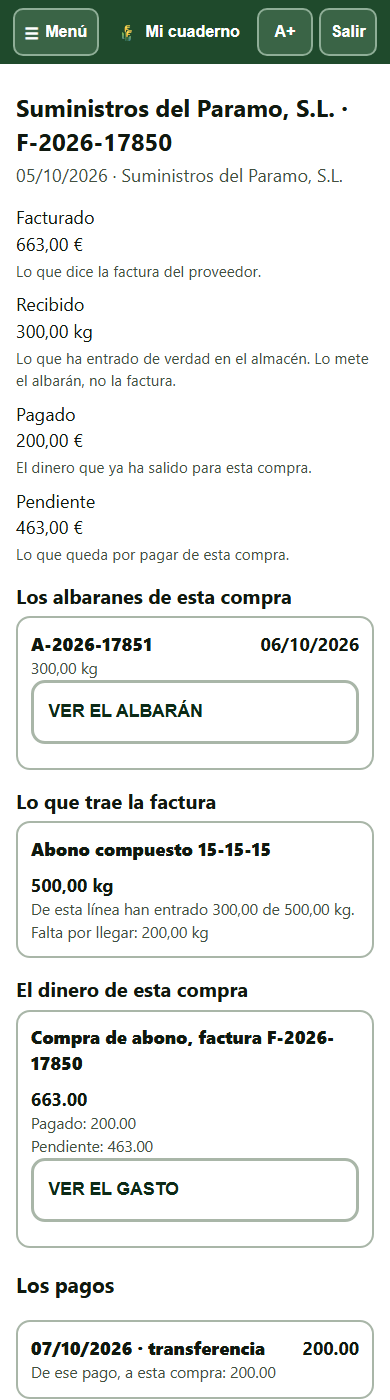 ☰ Menú
Mi cuaderno
A+
Salir
Suministros del Paramo, S.L. ·
F-2026-17850
05/10/2026 · Suministros del Paramo, S.L.
Facturado
663,00 €
Lo que dice la factura del proveedor.
Recibido
300,00 kg
Lo que ha entrado de verdad en el almacén. Lo mete
el albarán, no la factura.
Pagado
200,00 €
El dinero que ya ha salido para esta compra.
Pendiente
463,00 €
Lo que queda por pagar de esta compra.
Los albaranes de esta compra
A-2026-17851 06/10/2026
300,00 kg
VER EL ALBARÁN
Lo que trae la factura
Abono compuesto 15-15-15
500,00 kg
De esta línea han entrado 300,00 de 500,00 kg.
Falta por llegar: 200,00 kg
El dinero de esta compra
Compra de abono, factura F-2026-
17850
663.00
Pagado: 200.00
Pendiente: 463.00
VER EL GASTO
Los pagos
07/10/2026 · transferencia 200.00
De ese pago, a esta compra: 200.00